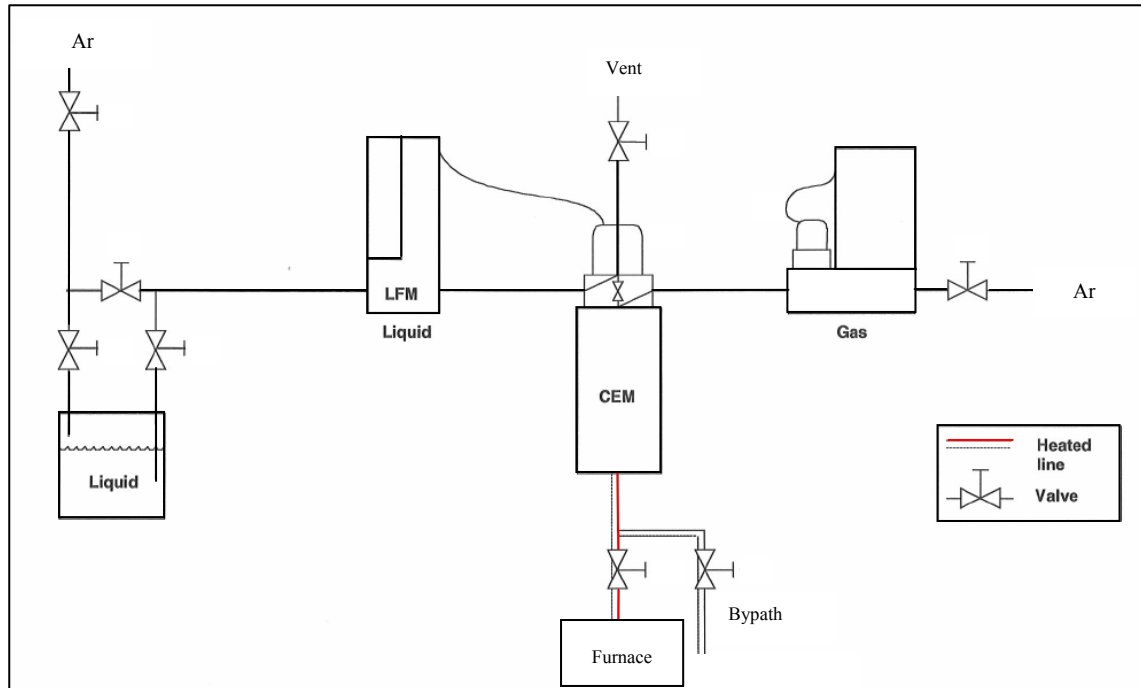 Ar
Vent
LFM
Liquid
Gas
Ar
CEM
Liquid
Heated
line
Valve
Bypath
Furnace